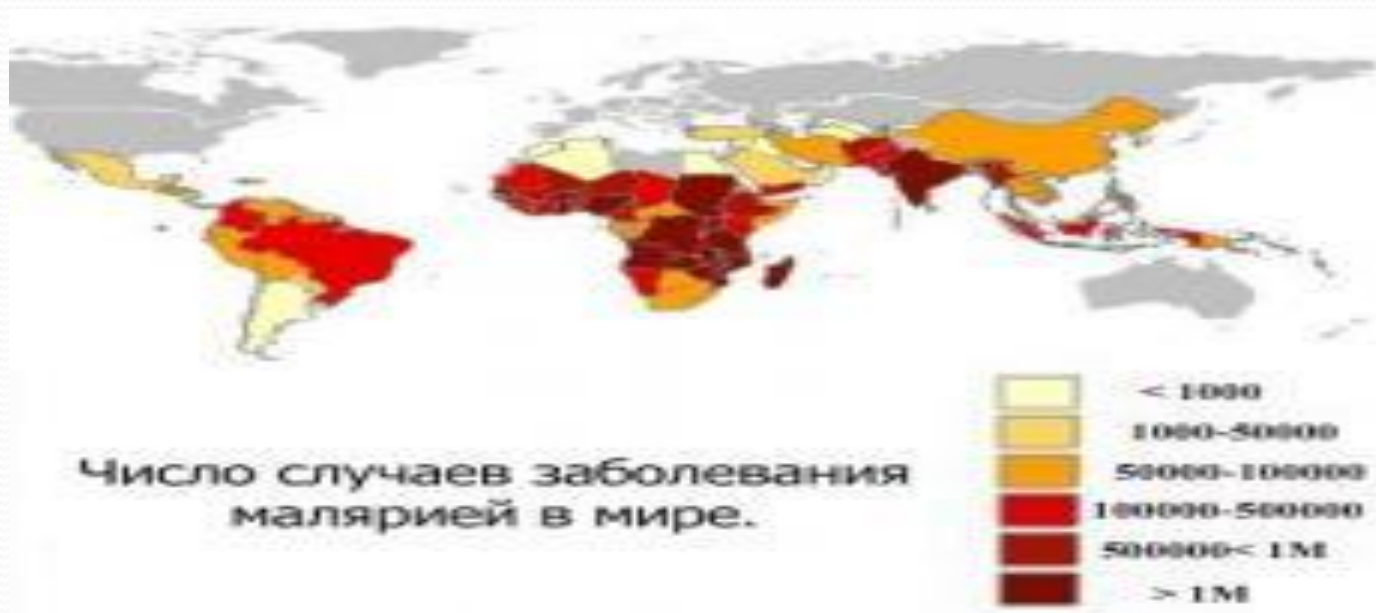 < 1000
1000-50000
50000-100000
100000-500000
500000< 1M
> 1M
Число случаев заболевания
малярией в мире.